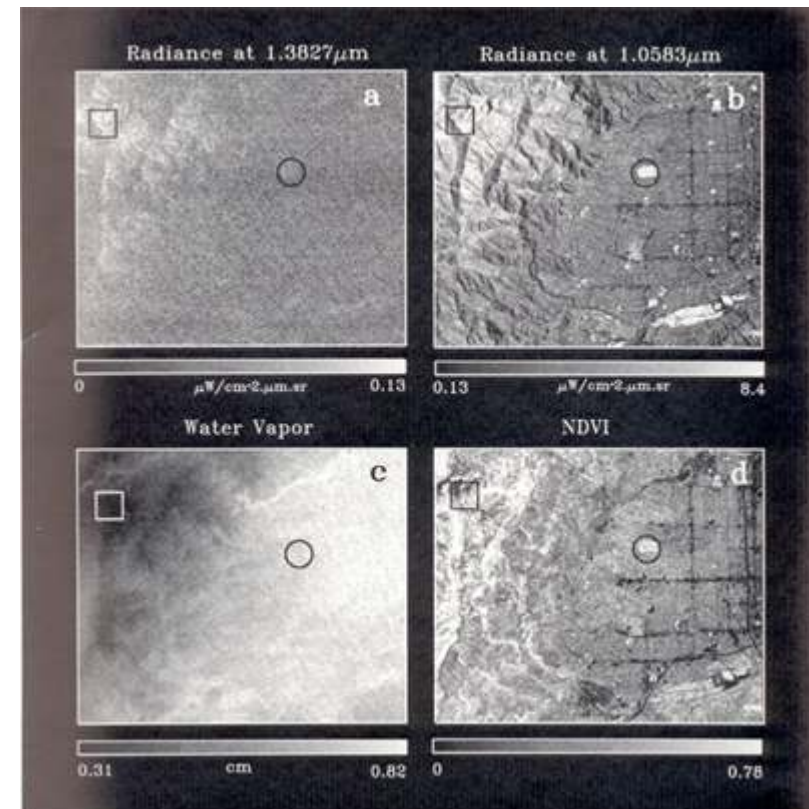 Radiance at 1.3827μm
Radiance at 1.0583μm
a
b
0 μW/cm-2.μm.sr 0.13
0.13 μW/cm-2.μm.sr 8.4
Water Vapor
NDVI
c
d
0.31 cm 0.82
0 0.78